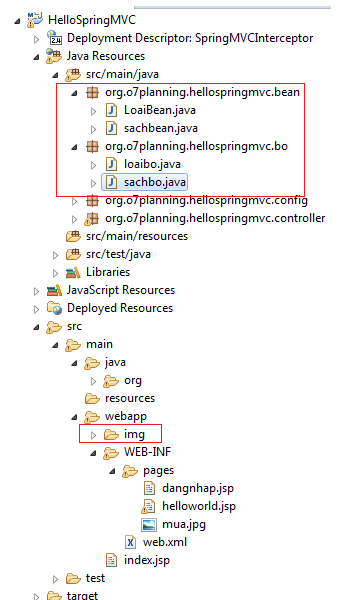 HelloSpringMVC
Deployment Descriptor: SpringMVCInterceptor
Java Resources
src/main/java
org.o7planning.hellospringmvc.bean
LoaiBean.java
sachbean.java
org.o7planning.hellospringmvc.bo
loaibo.java
sachbo.java
org.o7planning.hellospringmvc.config
org.o7planning.hellospringmvc.controller
src/main/resources
src/test/java
Libraries
JavaScript Resources
Deployed Resources
src
main
java
org
resources
webapp
img
WEB-INF
pages
dangnhap.jsp
helloworld.jsp
mua.jpg
web.xml
index.jsp
test
target